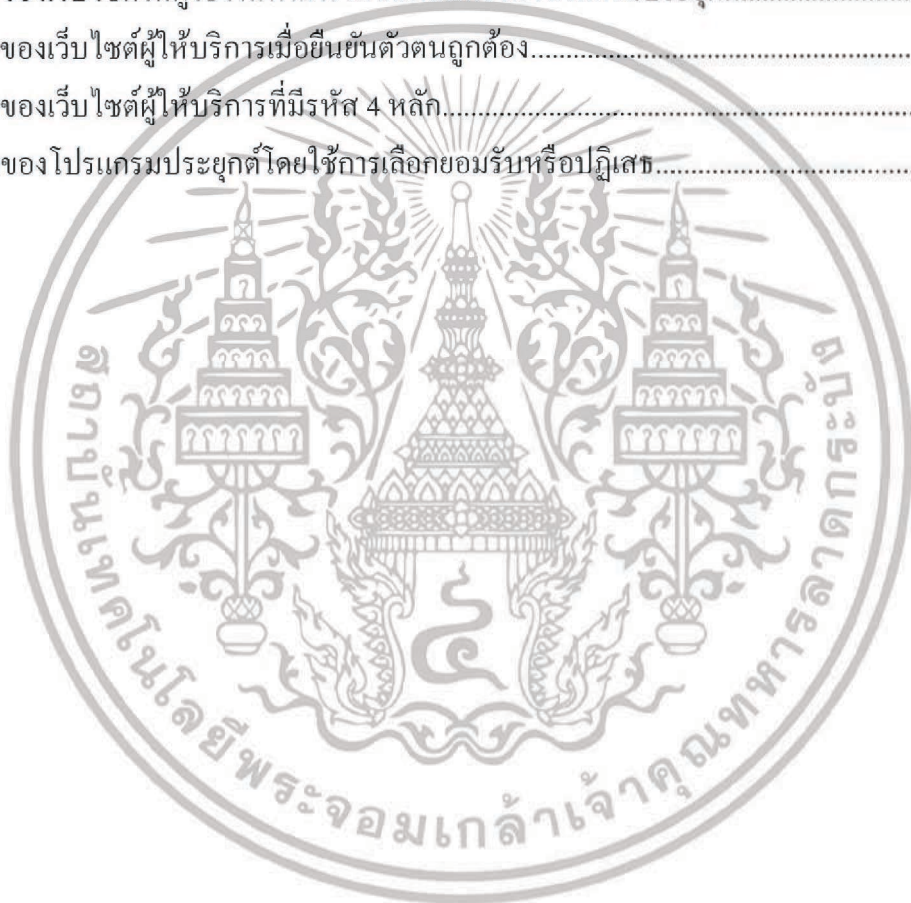 ของเว็บไซต์ผู้ให้บริการเมื่อยืนยันตัวตนถูกต้อง
ของเว็บไซต์ผู้ให้บริการที่มีรหัส 4 หลัก
ของโปรแกรมประยุกต์โดยใช้การเลือกยอมรับหรือปฏิเสธ
สถาบันเทคโนโลยีพระจอมเกล้าเจ้าคุณทหารลาดกระบัง